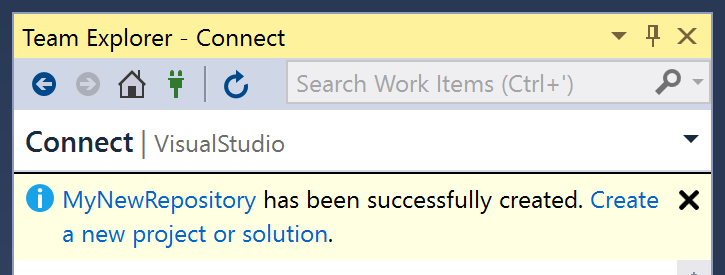 Team Explorer - Connect
Search Work Items (Ctrl+')
Connect | VisualStudio
MyNewRepository has been successfully created. Create
a new project or solution.